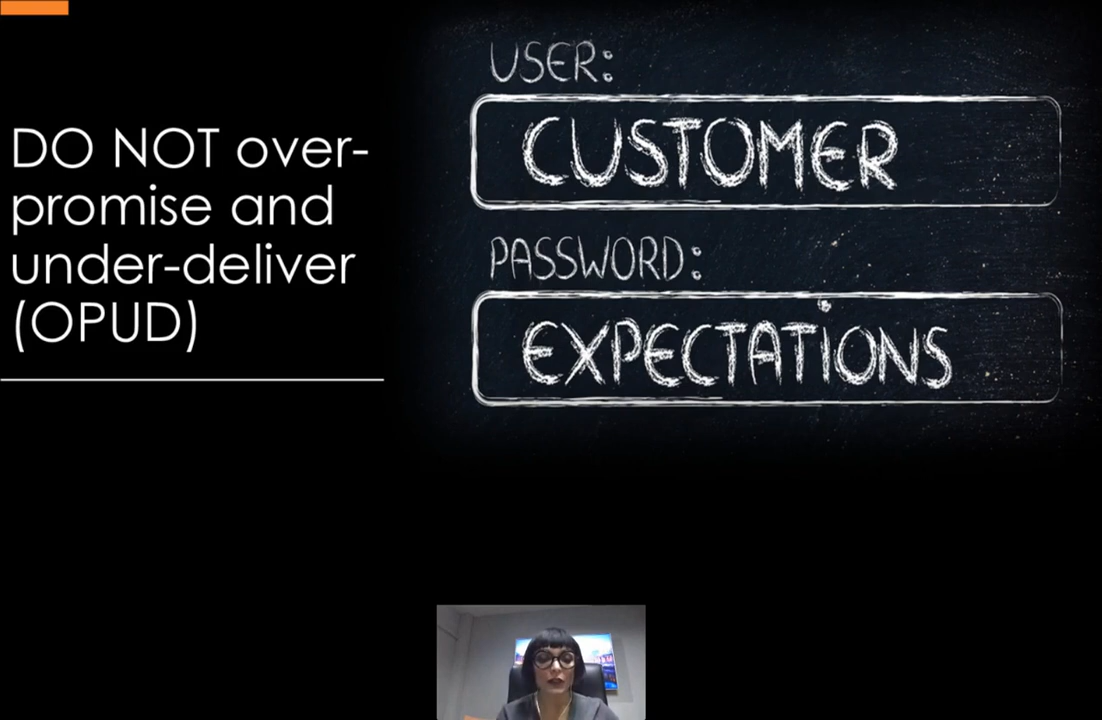 DO NOT over-
promise and
under-deliver
(OPUD)
USER:
CUSTOMER
PASSWORD:
EXPECTATIONS